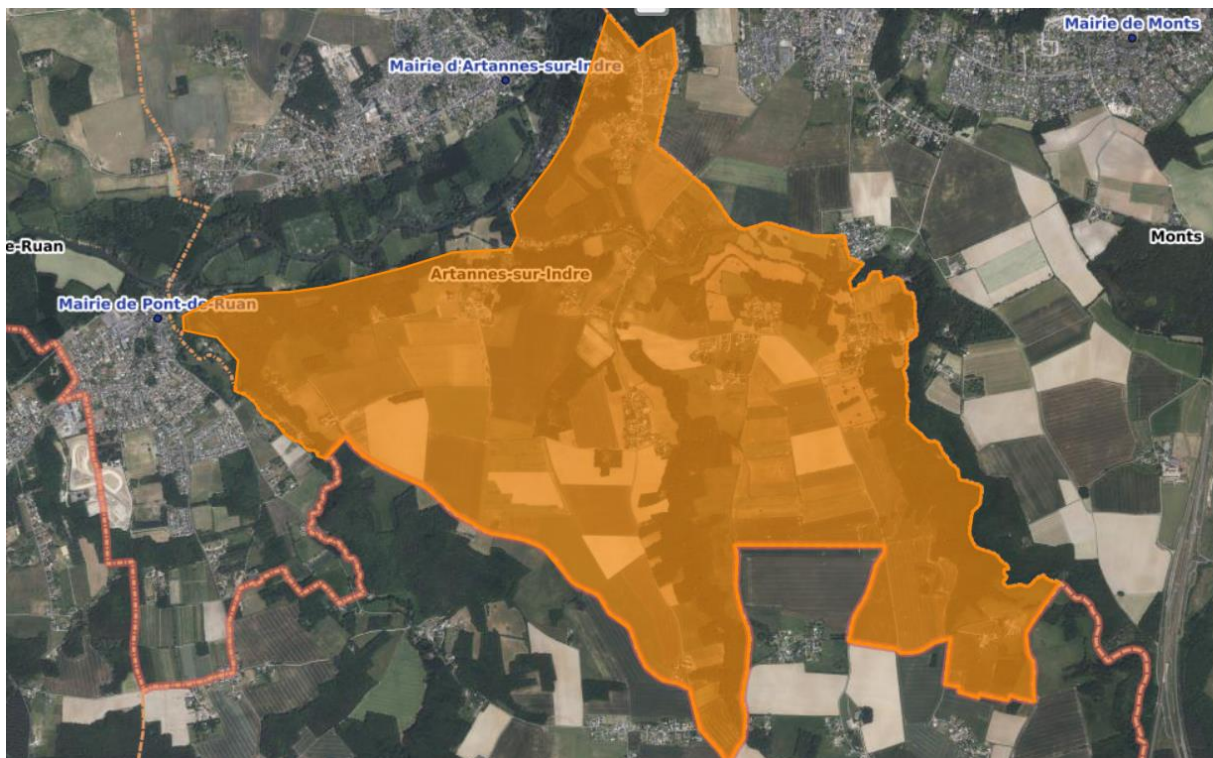 Mairie de Monts
Mairie d'Artannes-sur-Indre
e-Ruan
Monts
Artannes-sur-Indre
Mairie de Pont-de-Ruan